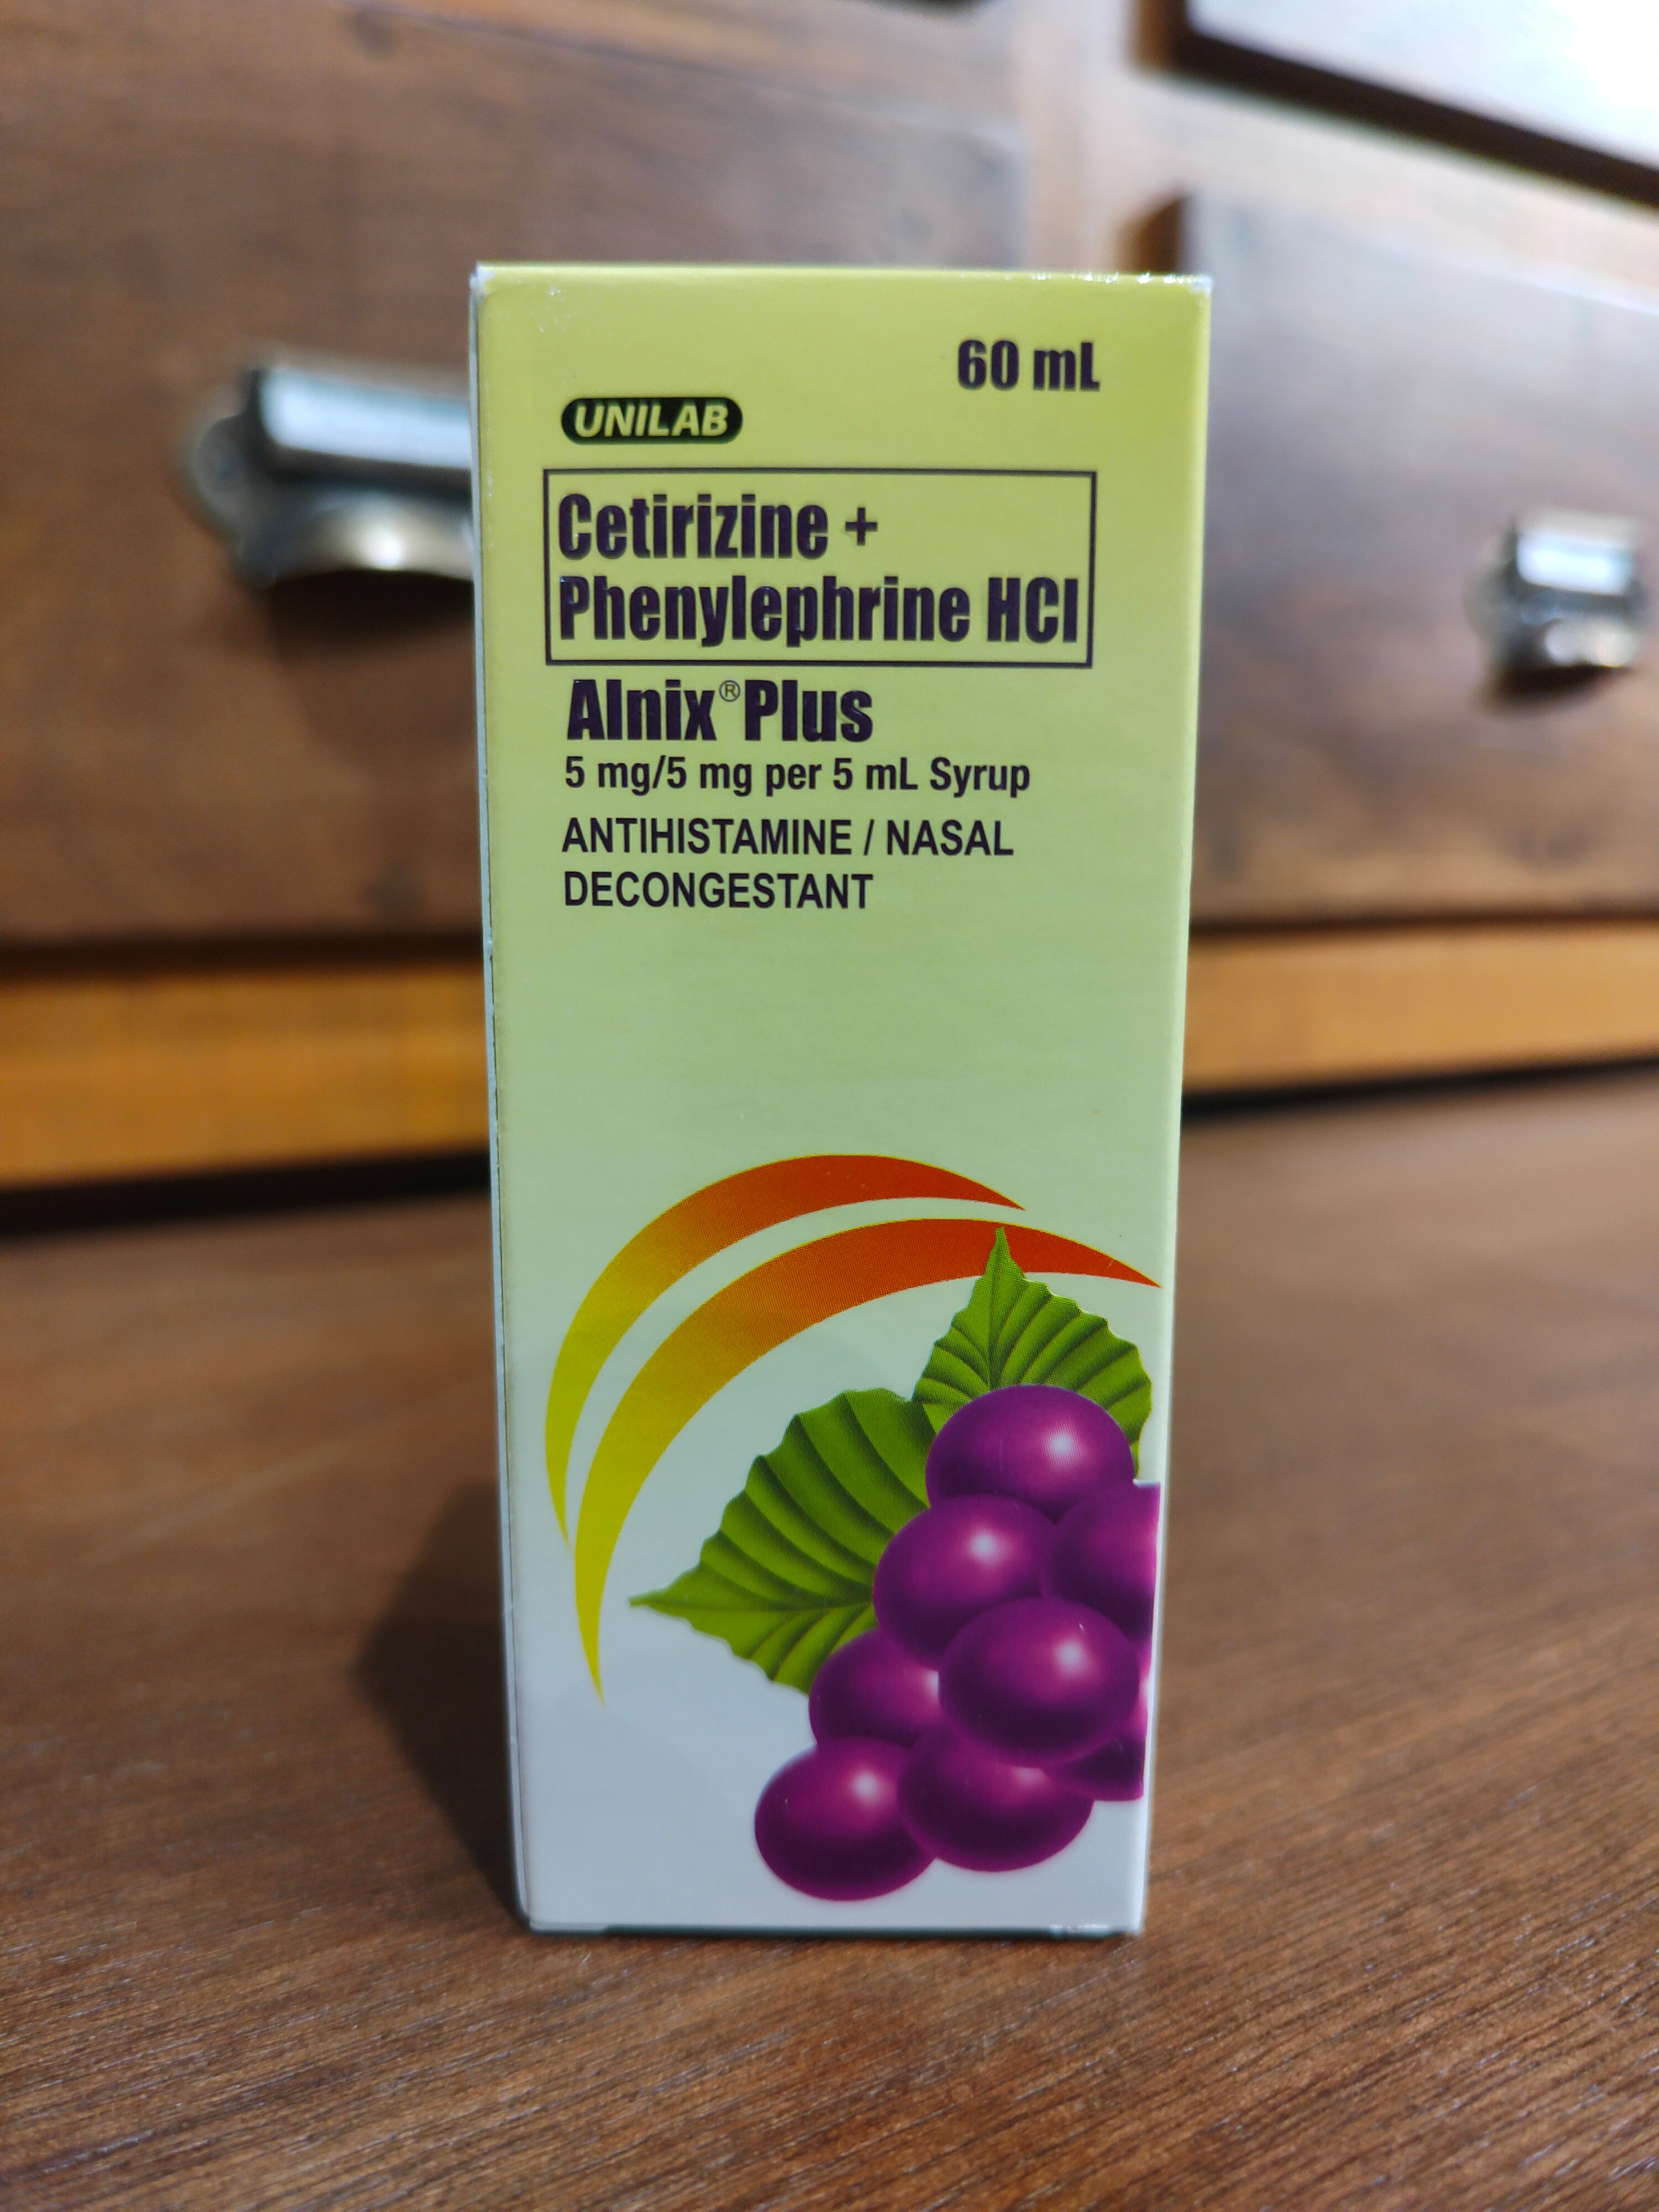 60 mL
UNILAB
Cetirizine +
Phenylephrine HCl
Alnix® Plus
5 mg/5 mg per 5 mL Syrup
ANTIHISTAMINE / NASAL
DECONGESTANT